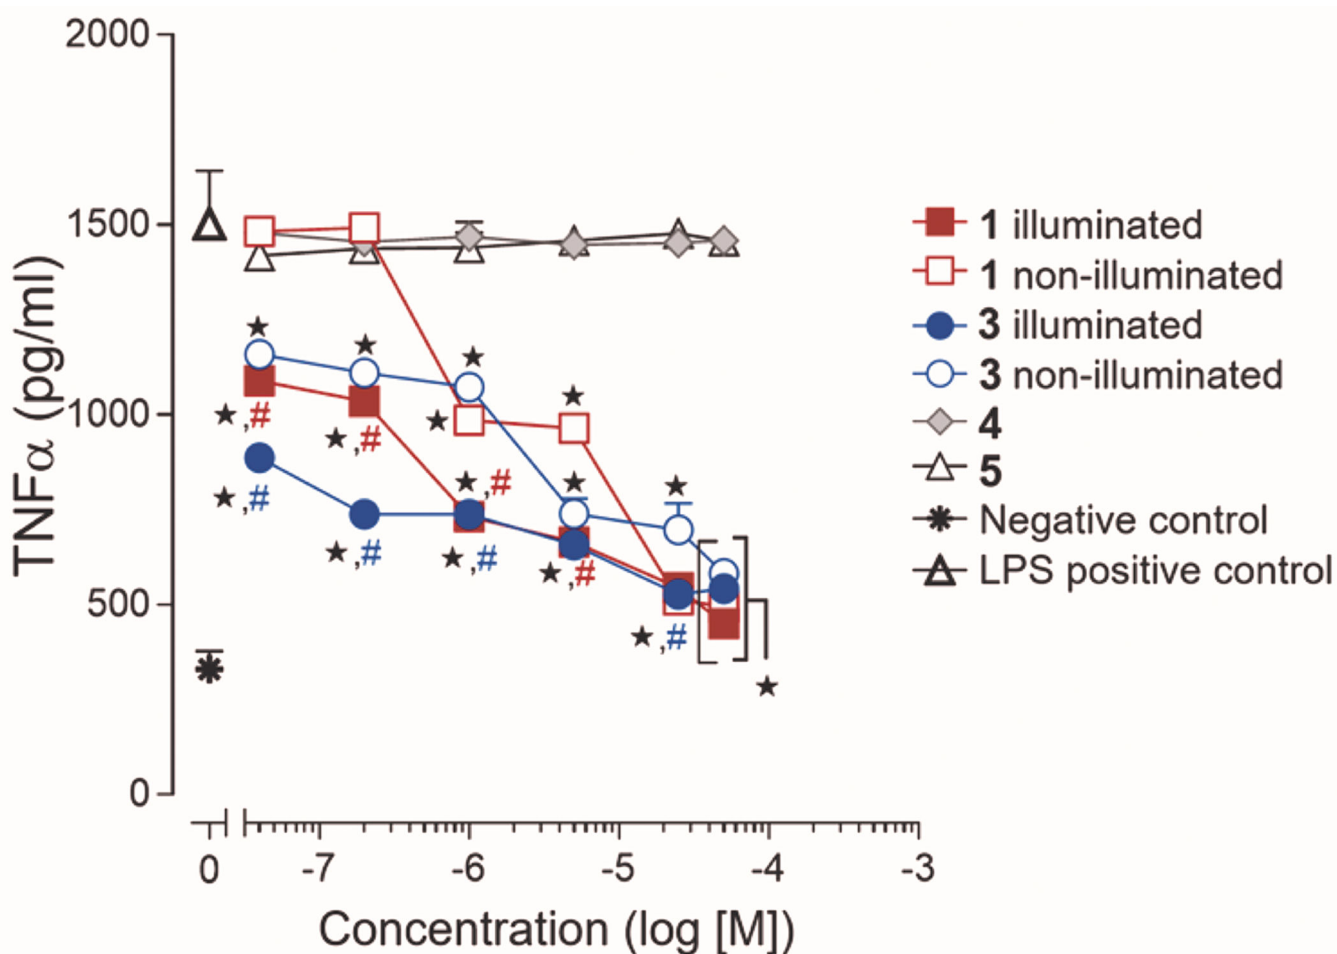 TNFα (pg/ml)
2000
1500
1000
500
0
★
★
★
★
★,#
★,#
★
★,#
★
★
★,#
★,#
★,#
★,#
★,#
★
1 illuminated
1 non-illuminated
3 illuminated
3 non-illuminated
4
5
Negative control
LPS positive control
0 -7 -6 -5 -4 -3
Concentration (log [M])